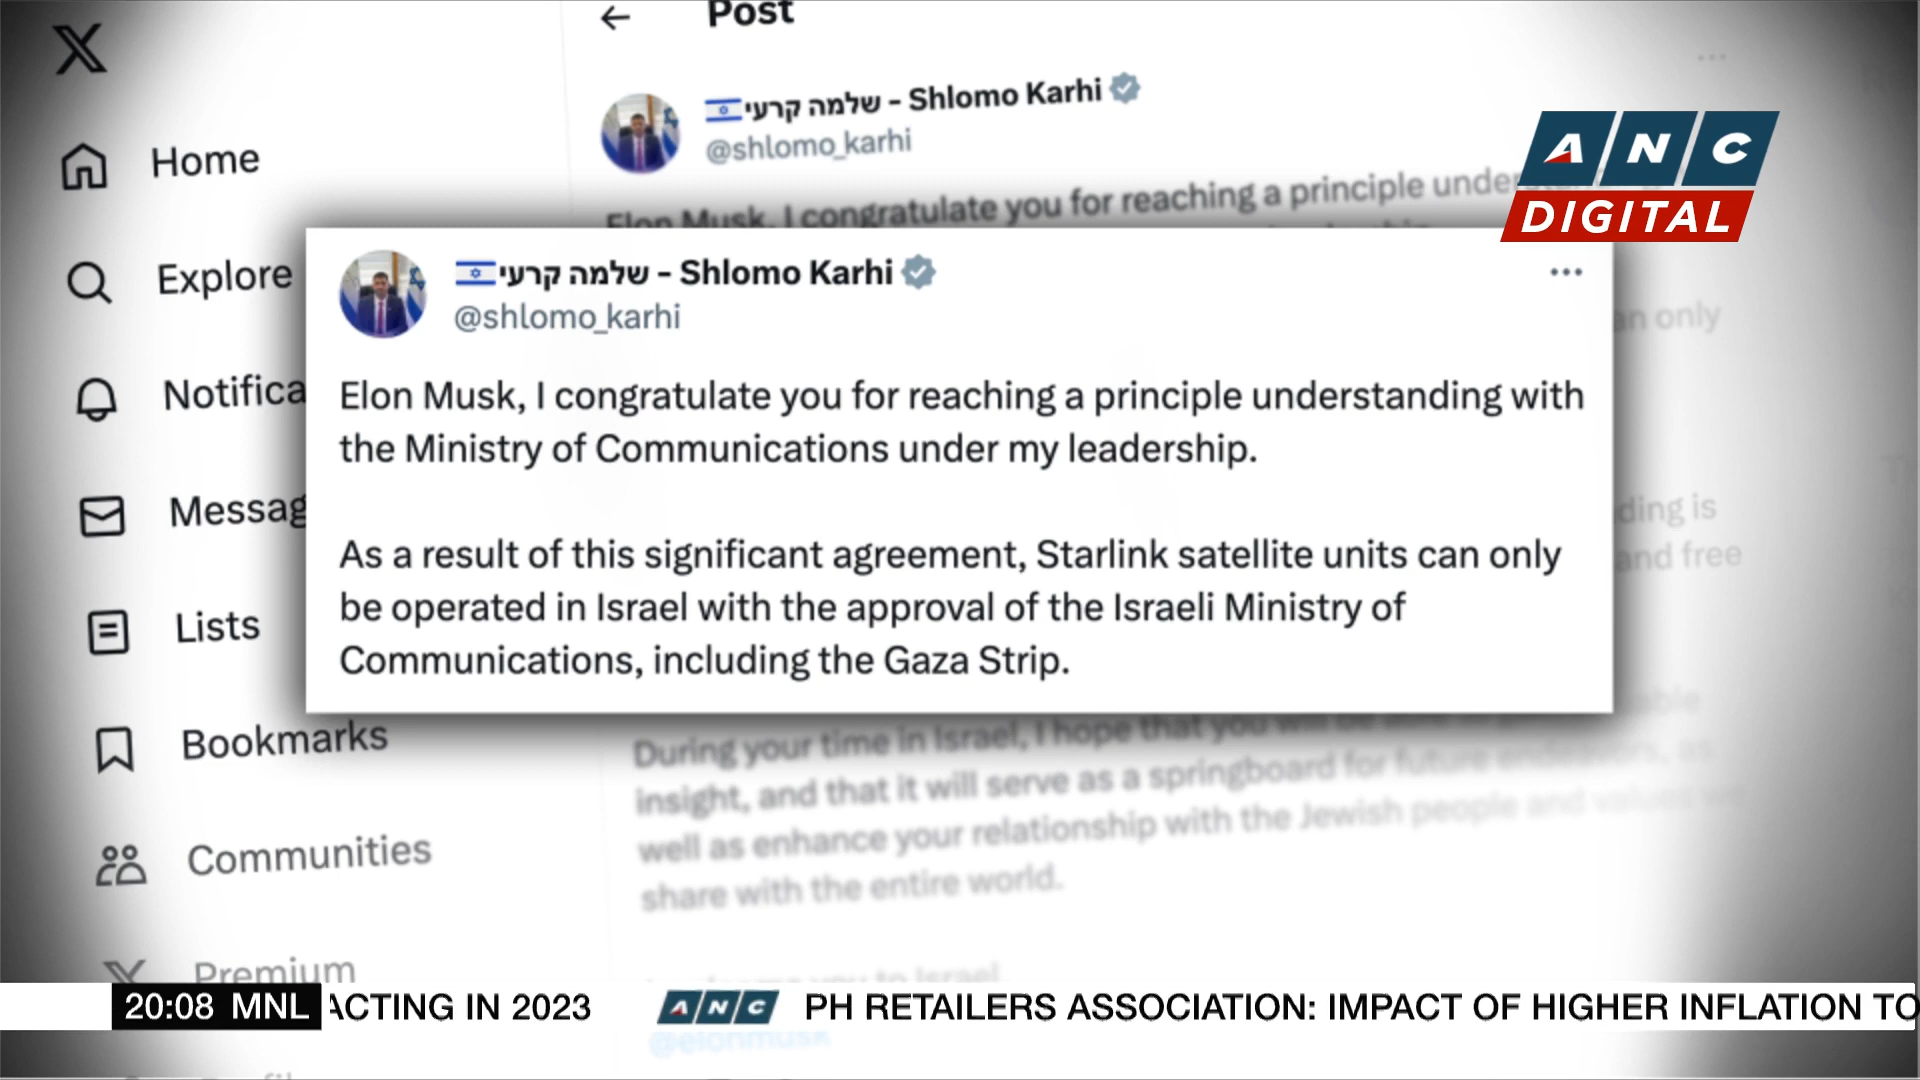 Post
שלמה קרעי - Shlomo Karhi
@shlomo_karhi
Elon Musk, I congratulate you for reaching a principle
ANC
DIGITAL
Home
Explore
Notifica
Messag
Lists
Bookmarks
Communities
Premium
שלמה קרעי - Shlomo Karhi
@shlomo_karhi
Elon Musk, I congratulate you for reaching a principle understanding with
the Ministry of Communications under my leadership.
As a result of this significant agreement, Starlink satellite units can only
be operated in Israel with the approval of the Israeli Ministry of
Communications, including the Gaza Strip.
only
is
and free
During your time in Israel, I hope that you will be
insight, and that it will serve as a springboard for future endeavors, as
well as enhance your relationship with the Jewish people and values we
share with the entire world.
you to Israel.
@elonmusk
20:08 MNL
ACTING IN 2023 ANC PH RETAILERS ASSOCIATION: IMPACT OF HIGHER INFLATION TO